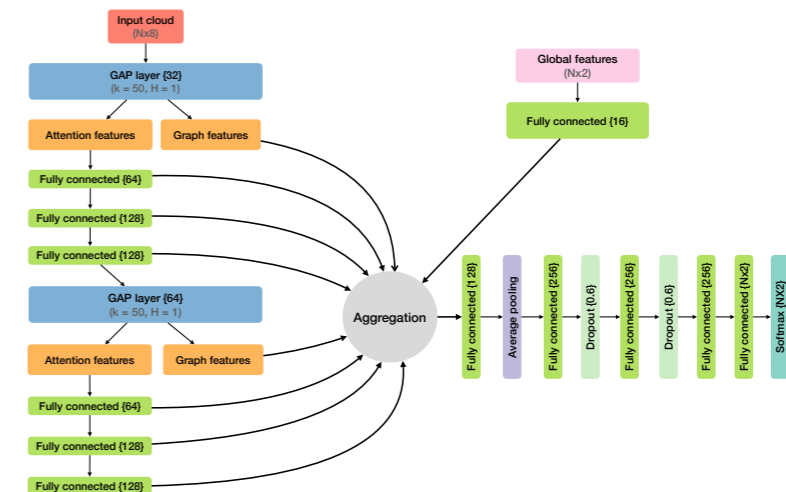 Input cloud
(Nx8)
GAP layer {32}
(k = 50, H = 1)
Attention features
Graph features
Fully connected {64}
Fully connected {128}
Fully connected {128}
GAP layer {64}
(k = 50, H = 1)
Attention features
Graph features
Fully connected {64}
Fully connected {128}
Fully connected {128}
Global features
(Nx2)
Fully connected {16}
Aggregation
Fully connected {128}
Average pooling
Fully connected {256}
Dropout {0.6}
Fully connected {256}
Dropout {0.6}
Fully connected {256}
Fully connected {Nx2}
Softmax {NX2}